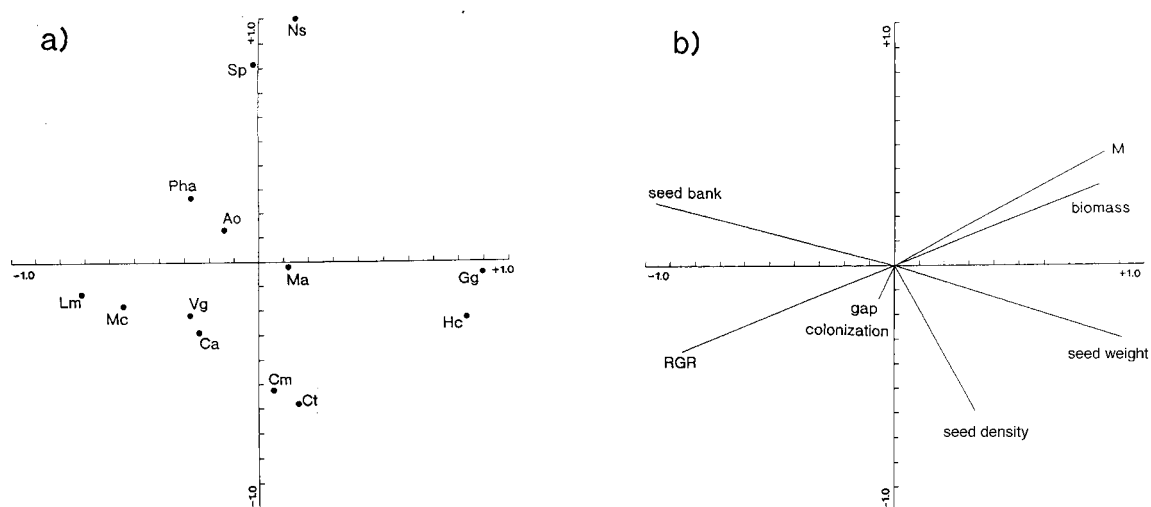 a)
+1.0
Ns
Sp
Pha
Ao
-1.0
+1.0
Ma
Gg
Lm
Mc
Vg
Ca
Hc
Cm
Ct
-1.0
b)
+1.0
M
seed bank
biomass
-1.0
+1.0
gap
colonization
RGR
seed weight
seed density
-1.0